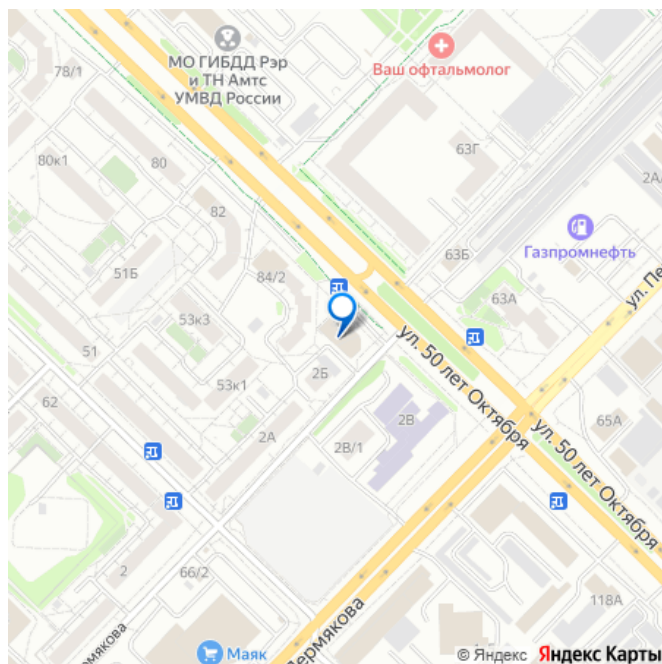 МО ГИБДД Рэр
и ТН Амтс
УМВД России
Ваш офтальмолог
78/1
63Г
80к1
80
2А
82
63Б
Газпромнефть
51Б
84/2
63А
ул. Пе
53к3
51
ул. 50 лет Октября
2Б
53к1
62
2В
65А
2А
2В/1
ул. 50 лет Октября
66/2
2
118А
ермякова
Маяк
Пермякова
© Яндекс Яндекс Карты